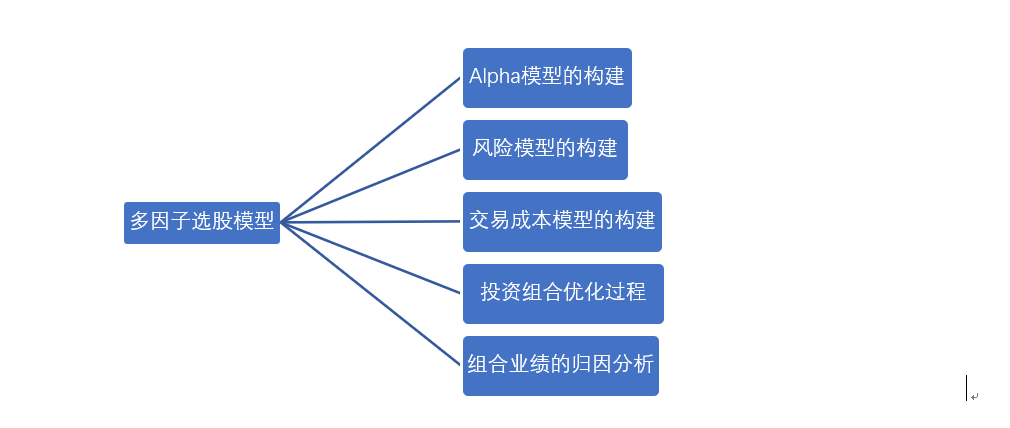 Alpha模型的构建
风险模型的构建
多因子选股模型
交易成本模型的构建
投资组合优化过程
组合业绩的归因分析